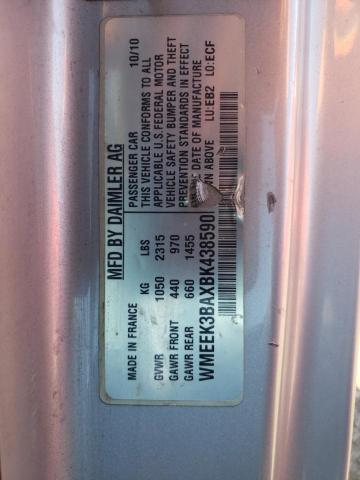 MFD BY DAIMLER AG
MADE IN FRANCE
KG LBS
GVWR 1050 2315
GAWR FRONT 440 970
GAWR REAR 660 1455
WMEEK3BAXBK438590
PASSENGER CAR 10/10
THIS VEHICLE CONFORMS TO ALL
APPLICABLE U.S. FEDERAL MOTOR
VEHICLE SAFETY BUMPER AND THEFT
PREVENTION STANDARDS IN EFFECT
DATE OF MANUFACTURE
ABOVE
LU:EB2 LO:ECF